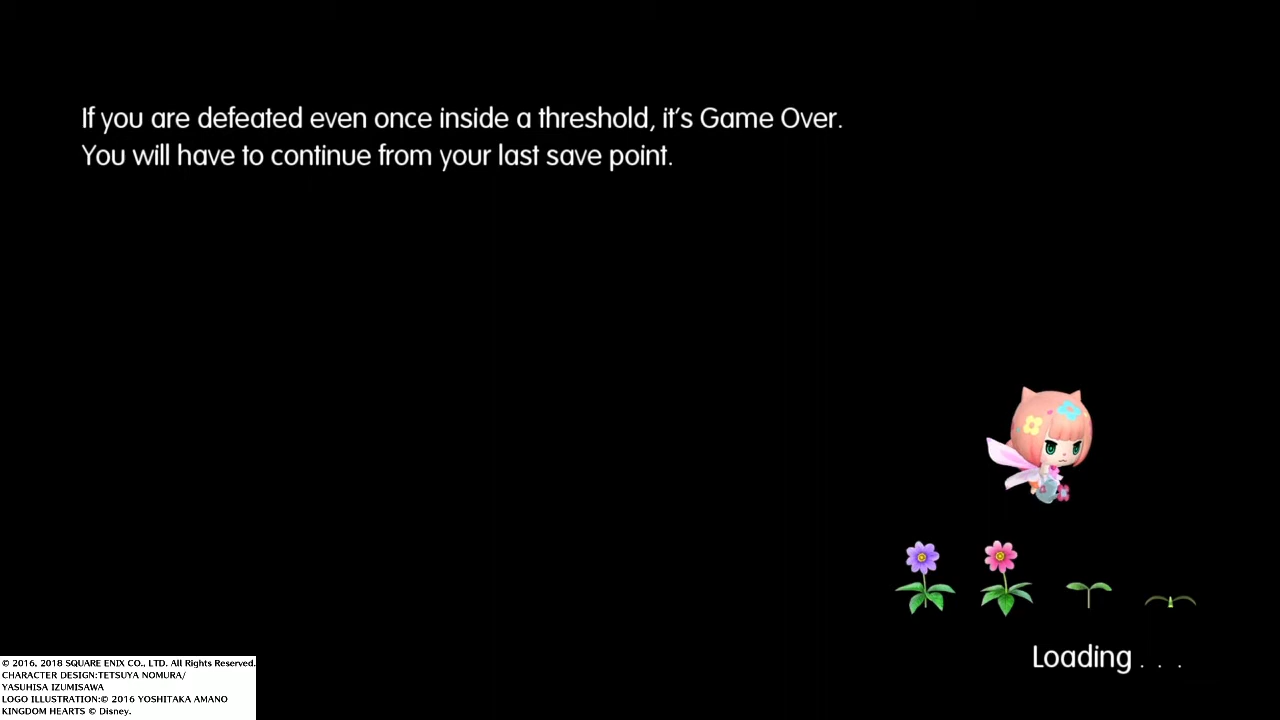 If you are defeated even once inside a threshold, it's Game Over.
You will have to continue from your last save point.
Loading . . .
© 2016, 2018 SQUARE ENIX CO., LTD. All Rights Reserved.
CHARACTER DESIGN:TETSUYA NOMURA/
YASUHISA IZUMISAWA
LOGO ILLUSTRATION:© 2016 YOSHITAKA AMANO
KINGDOM HEARTS © Disney.